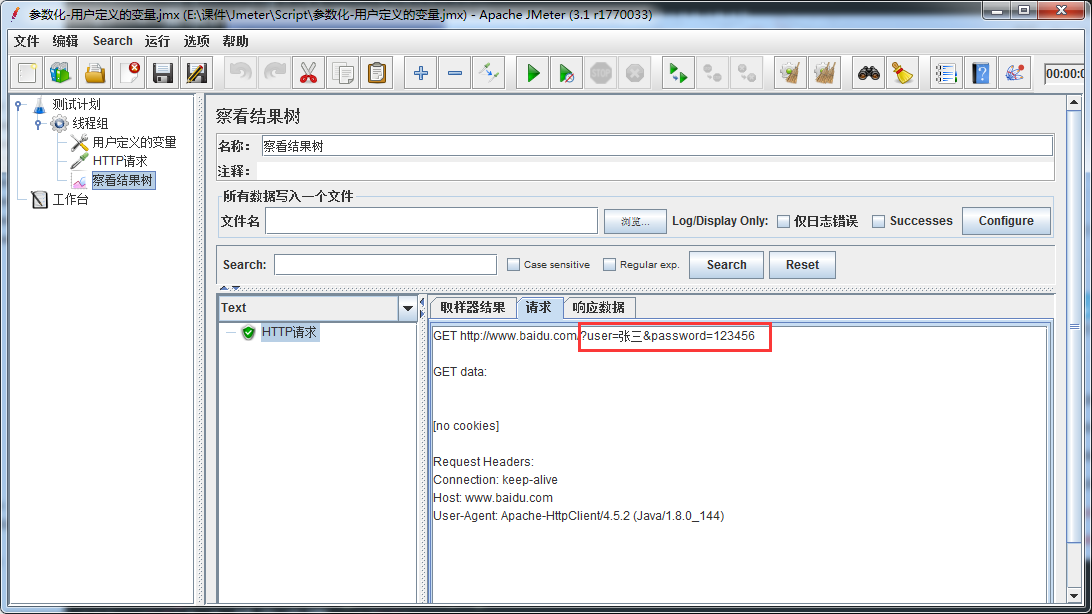 参数化-用户定义的变量.jmx (E:\课件\Jmeter\Script\参数化-用户定义的变量.jmx) - Apache JMeter (3.1 r1770033)
文件 编辑 Search 运行 选项 帮助
STOP
00:00:0
测试计划
线程组
用户定义的变量
HTTP请求
察看结果树
工作台
察看结果树
名称： 察看结果树
注释：
所有数据写入一个文件
文件名 浏览... Log/Display Only: 仅日志错误 Successes Configure
Search: Case sensitive Regular exp. Search Reset
Text
HTTP请求
取样器结果 请求 响应数据
GET http://www.baidu.com/?user=张三&password=123456
GET data:
[no cookies]
Request Headers:
Connection: keep-alive
Host: www.baidu.com
User-Agent: Apache-HttpClient/4.5.2 (Java/1.8.0_144)